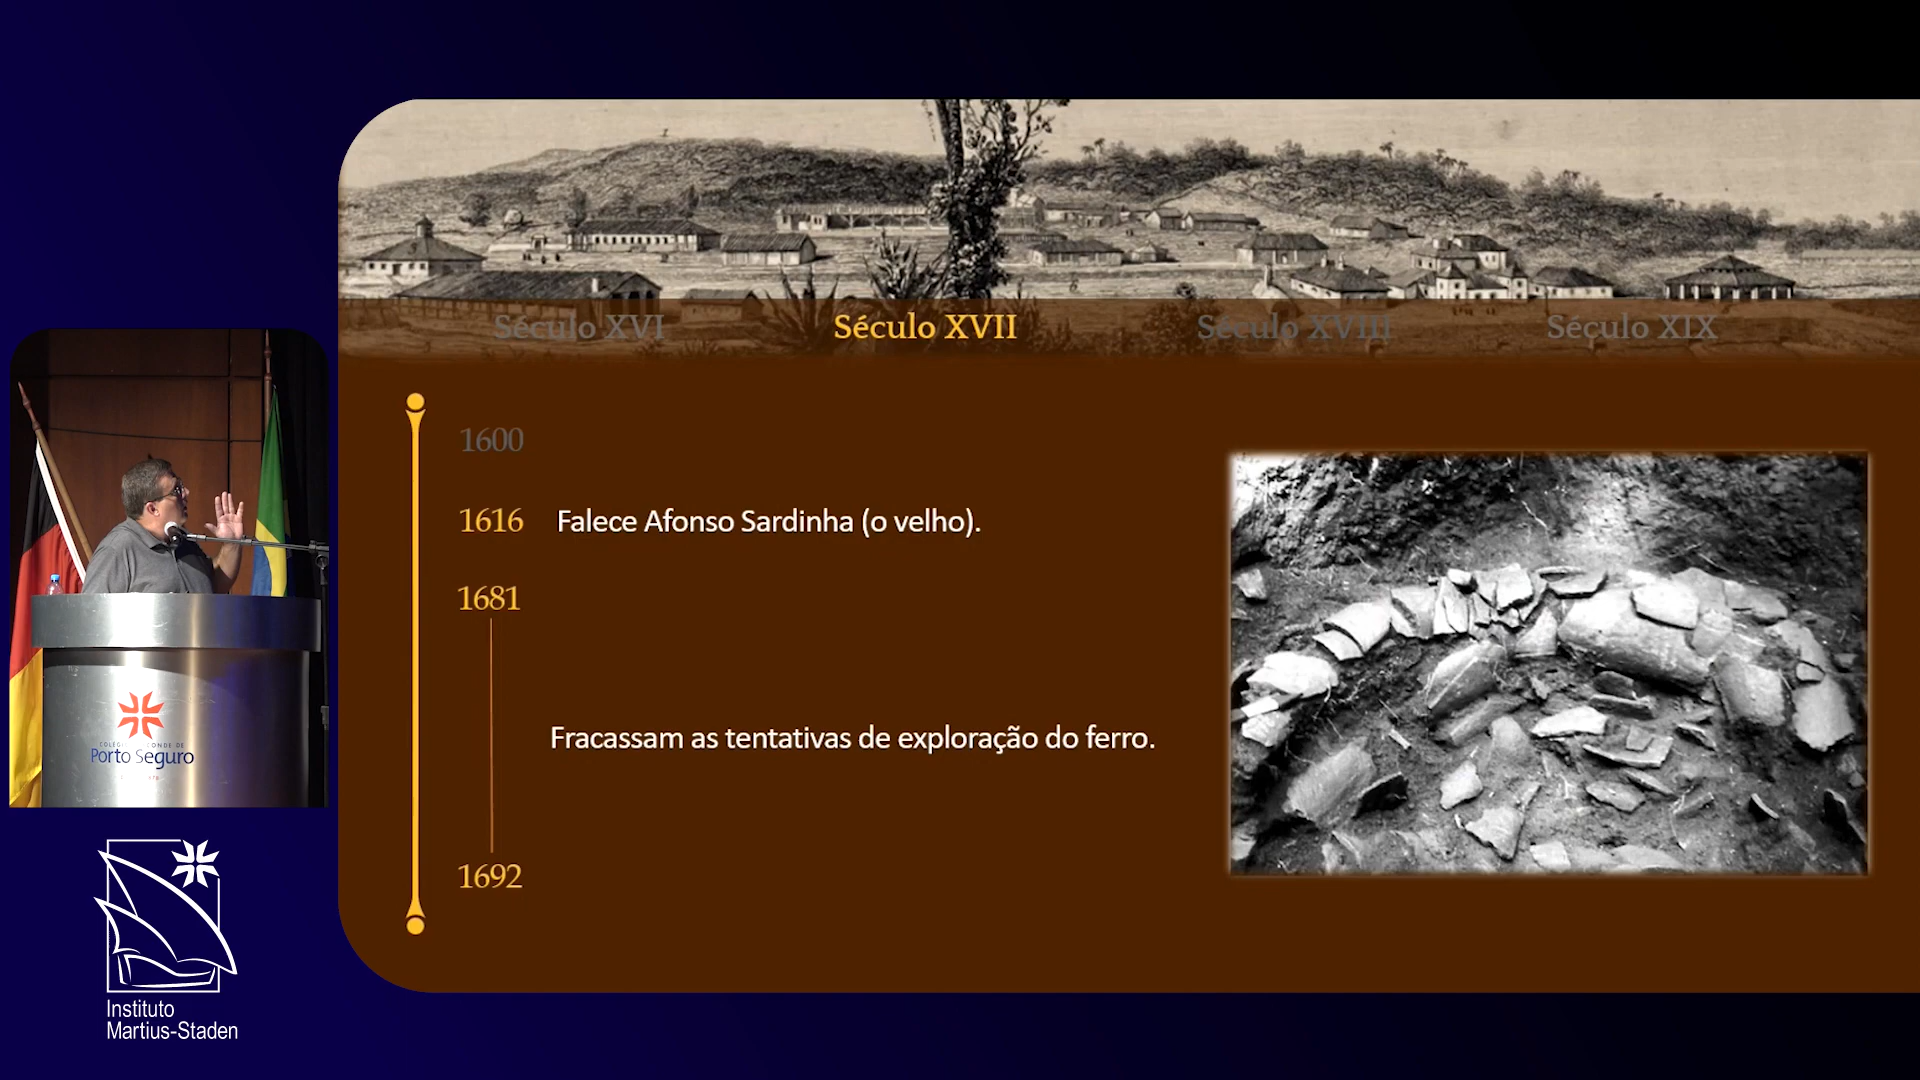 Século XVI
Século XVII
Século XVIII
Século XIX
1600
1616 Falece Afonso Sardinha (o velho).
1681
Fracassam as tentativas de exploração do ferro.
1692
Porto Seguro
Instituto
Martius-Staden